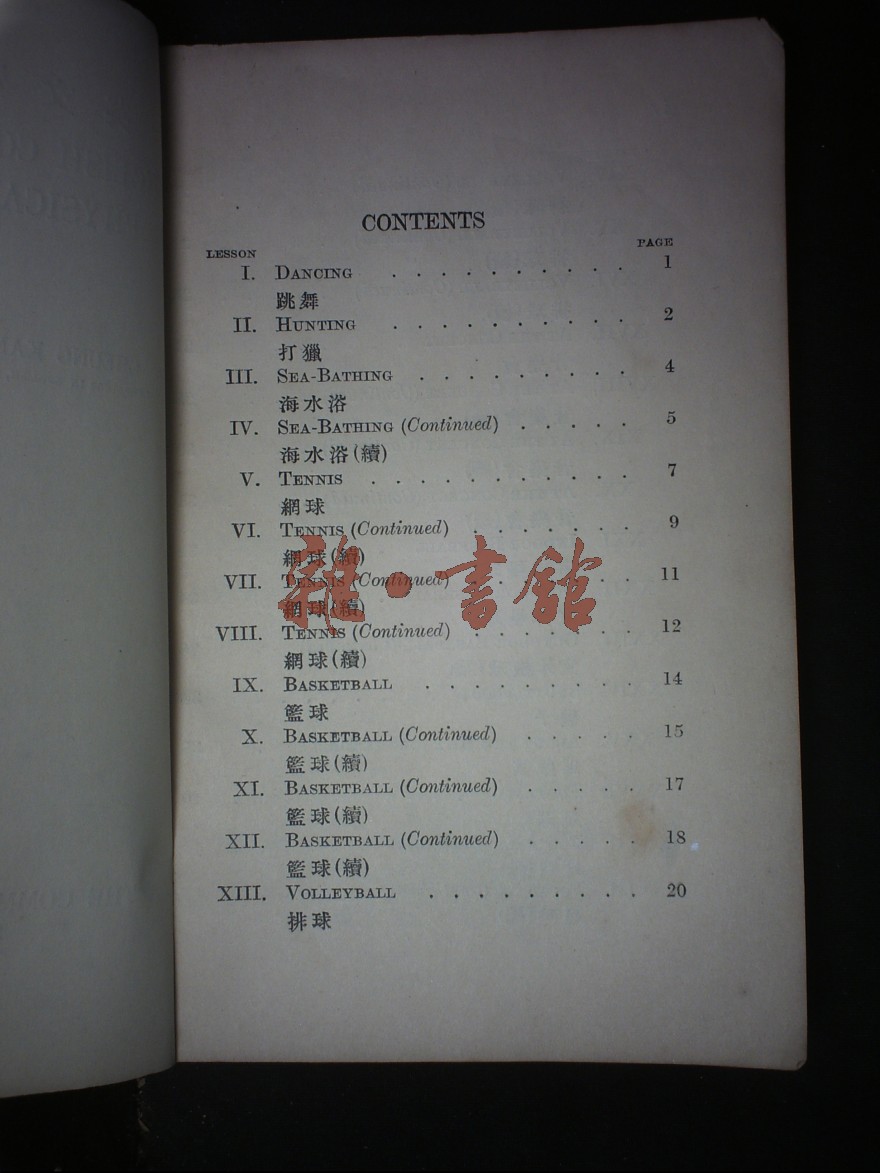 CONTENTS
LESSON PAGE
I. DANCING . . . . . . . . . . 1
跳舞
II. HUNTING . . . . . . . . . . 2
打獵
III. SEA-BATHING . . . . . . . . . 4
海水浴
IV. SEA-BATHING (Continued) . . . . . 5
海水浴(續)
V. TENNIS . . . . . . . . . . 7
網球
VI. TENNIS (Continued) . . . . . . . 9
網球(續)
VII. TENNIS (Continued) . . . . . . . 11
網球(續)
VIII. TENNIS (Continued) . . . . . . . 12
網球(續)
IX. BASKETBALL . . . . . . . . . 14
籃球
X. BASKETBALL (Continued) . . . . . 15
籃球(續)
XI. BASKETBALL (Continued) . . . . . 17
籃球(續)
XII. BASKETBALL (Continued) . . . . . 18
籃球(續)
XIII. VOLLEYBALL . . . . . . . . . 20
排球
雜·書館